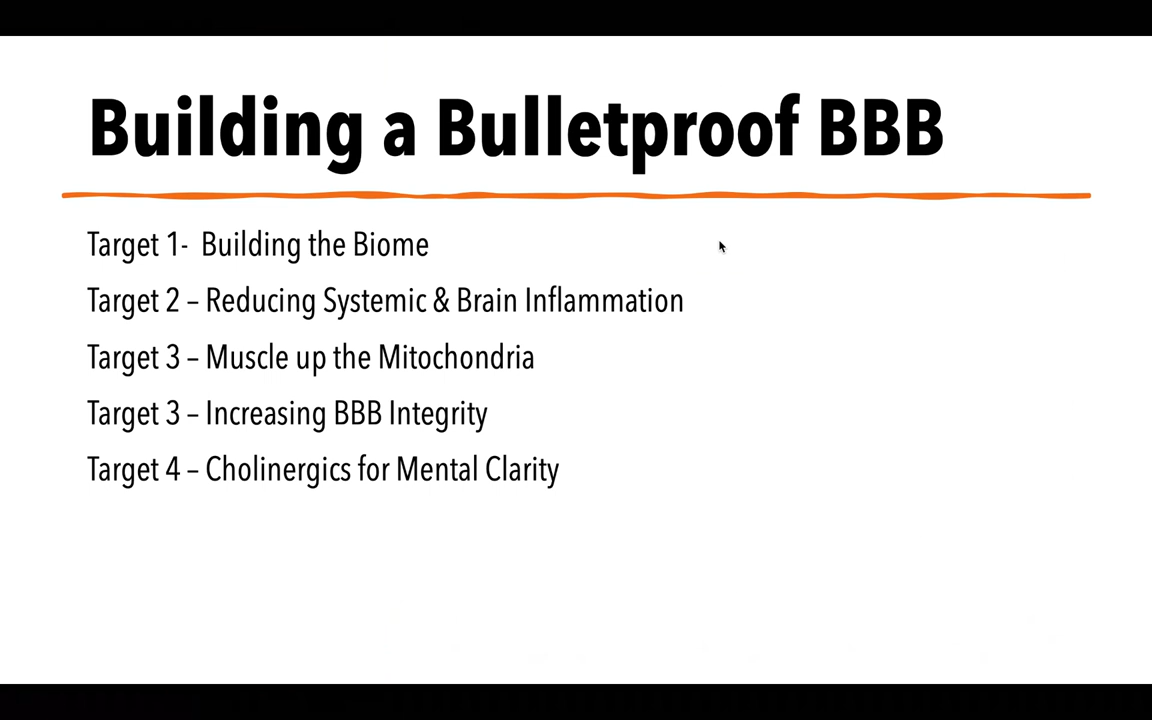 Building a Bulletproof BBB
Target 1-  Building the Biome
Target 2 – Reducing Systemic & Brain Inflammation
Target 3 – Muscle up the Mitochondria
Target 3 – Increasing BBB Integrity
Target 4 – Cholinergics for Mental Clarity